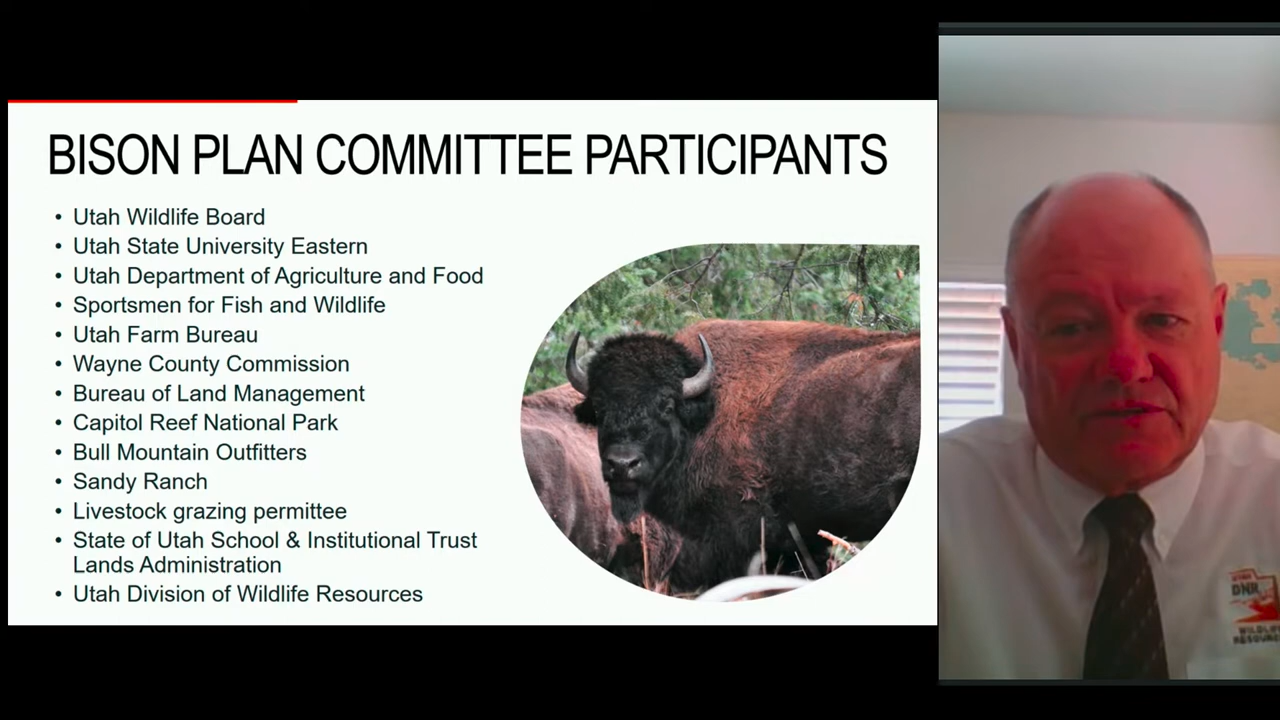 BISON PLAN COMMITTEE PARTICIPANTS
• Utah Wildlife Board
• Utah State University Eastern
• Utah Department of Agriculture and Food
• Sportsmen for Fish and Wildlife
• Utah Farm Bureau
• Wayne County Commission
• Bureau of Land Management
• Capitol Reef National Park
• Bull Mountain Outfitters
• Sandy Ranch
• Livestock grazing permittee
• State of Utah School & Institutional Trust
Lands Administration
• Utah Division of Wildlife Resources
UTAH
DNR
WILDLIFE